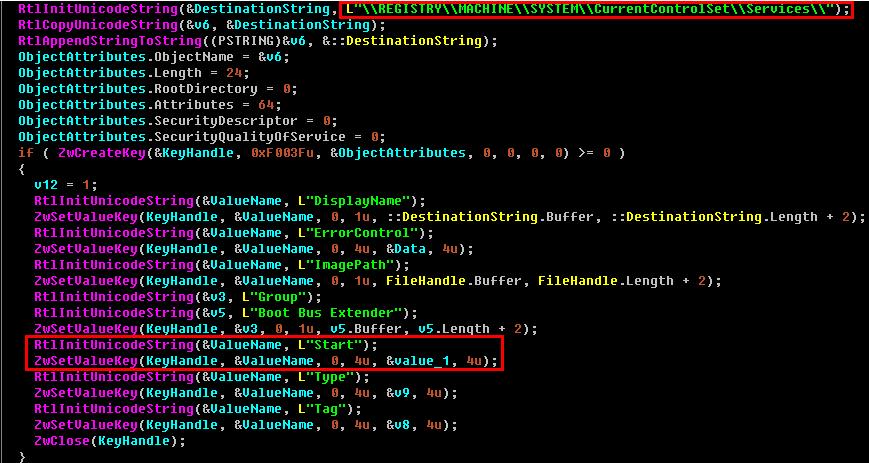 RtlInitUnicodeString(&DestinationString, L"\\REGISTRY\\MACHINE\\SYSTEM\\CurrentControlSet\\Services\\");
RtlCopyUnicodeString(&v6, &DestinationString);
RtlAppendStringToString((PSTRING)&v6, &::DestinationString);
ObjectAttributes.ObjectName = &v6;
ObjectAttributes.Length = 24;
ObjectAttributes.RootDirectory = 0;
ObjectAttributes.Attributes = 64;
ObjectAttributes.SecurityDescriptor = 0;
ObjectAttributes.SecurityQualityOfService = 0;
if ( ZwCreateKey(&KeyHandle, 0xF003Fu, &ObjectAttributes, 0, 0, 0, 0) >= 0 )
{
v12 = 1;
RtlInitUnicodeString(&ValueName, L"DisplayName");
ZwSetValueKey(KeyHandle, &ValueName, 0, 1u, ::DestinationString.Buffer, ::DestinationString.Length + 2);
RtlInitUnicodeString(&ValueName, L"ErrorControl");
ZwSetValueKey(KeyHandle, &ValueName, 0, 4u, &Data, 4u);
RtlInitUnicodeString(&ValueName, L"ImagePath");
ZwSetValueKey(KeyHandle, &ValueName, 0, 1u, FileHandle.Buffer, FileHandle.Length + 2);
RtlInitUnicodeString(&v3, L"Group");
RtlInitUnicodeString(&v5, L"Boot Bus Extender");
ZwSetValueKey(KeyHandle, &v3, 0, 1u, v5.Buffer, v5.Length + 2);
RtlInitUnicodeString(&ValueName, L"Start");
ZwSetValueKey(KeyHandle, &ValueName, 0, 4u, &value_1, 4u);
RtlInitUnicodeString(&ValueName, L"Type");
ZwSetValueKey(KeyHandle, &ValueName, 0, 4u, &v9, 4u);
RtlInitUnicodeString(&ValueName, L"Tag");
ZwSetValueKey(KeyHandle, &ValueName, 0, 4u, &v8, 4u);
ZwClose(KeyHandle);
}